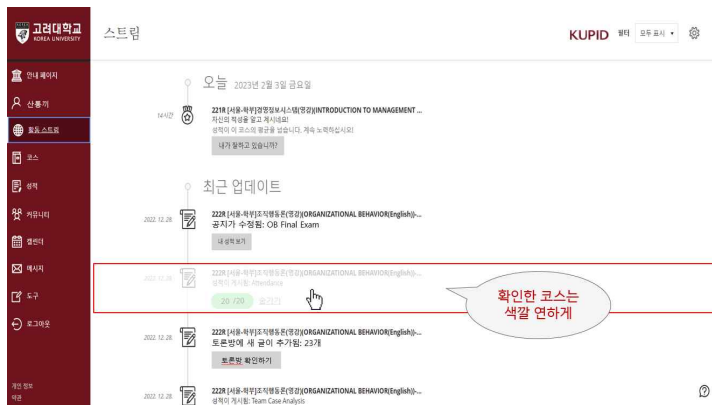 고려대학교
KOREA UNIVERSITY
스트림
KUPID
필터
모두 표시
안내 페이지
산통끼
활동 스트림
코스
성적
커뮤니티
캘린더
메시지
도구
로그아웃
개인 정보
약관
오늘 2023년 2월 3일 금요일
14시간
221R [서울-학부]경영정보시스템(영강)(INTRODUCTION TO MANAGEMENT ...
자신의 적성을 알고 계시네요!
성적이 이 코스의 평균을 넘습니다. 계속 노력하십시오!
내가 잘하고 있습니까?
최근 업데이트
2022. 12. 28.
222R [서울-학부]조직행동론(영강)(ORGANIZATIONAL BEHAVIOR(English))-...
공지가 수정됨: OB Final Exam
내 성적 보기
2022. 12. 28.
222R [서울-학부]조직행동론(영강)(ORGANIZATIONAL BEHAVIOR(English))-...
성적이 게시됨: Attendance
20 /20 숨기기
확인한 코스는
색깔 연하게
2022. 12. 28.
222R [서울-학부]조직행동론(영강)(ORGANIZATIONAL BEHAVIOR(English))-...
토론방에 새 글이 추가됨: 23개
토론방 확인하기
2022. 12. 28.
222R [서울-학부]조직행동론(영강)(ORGANIZATIONAL BEHAVIOR(English))-...
성적이 게시됨: Team Case Analysis